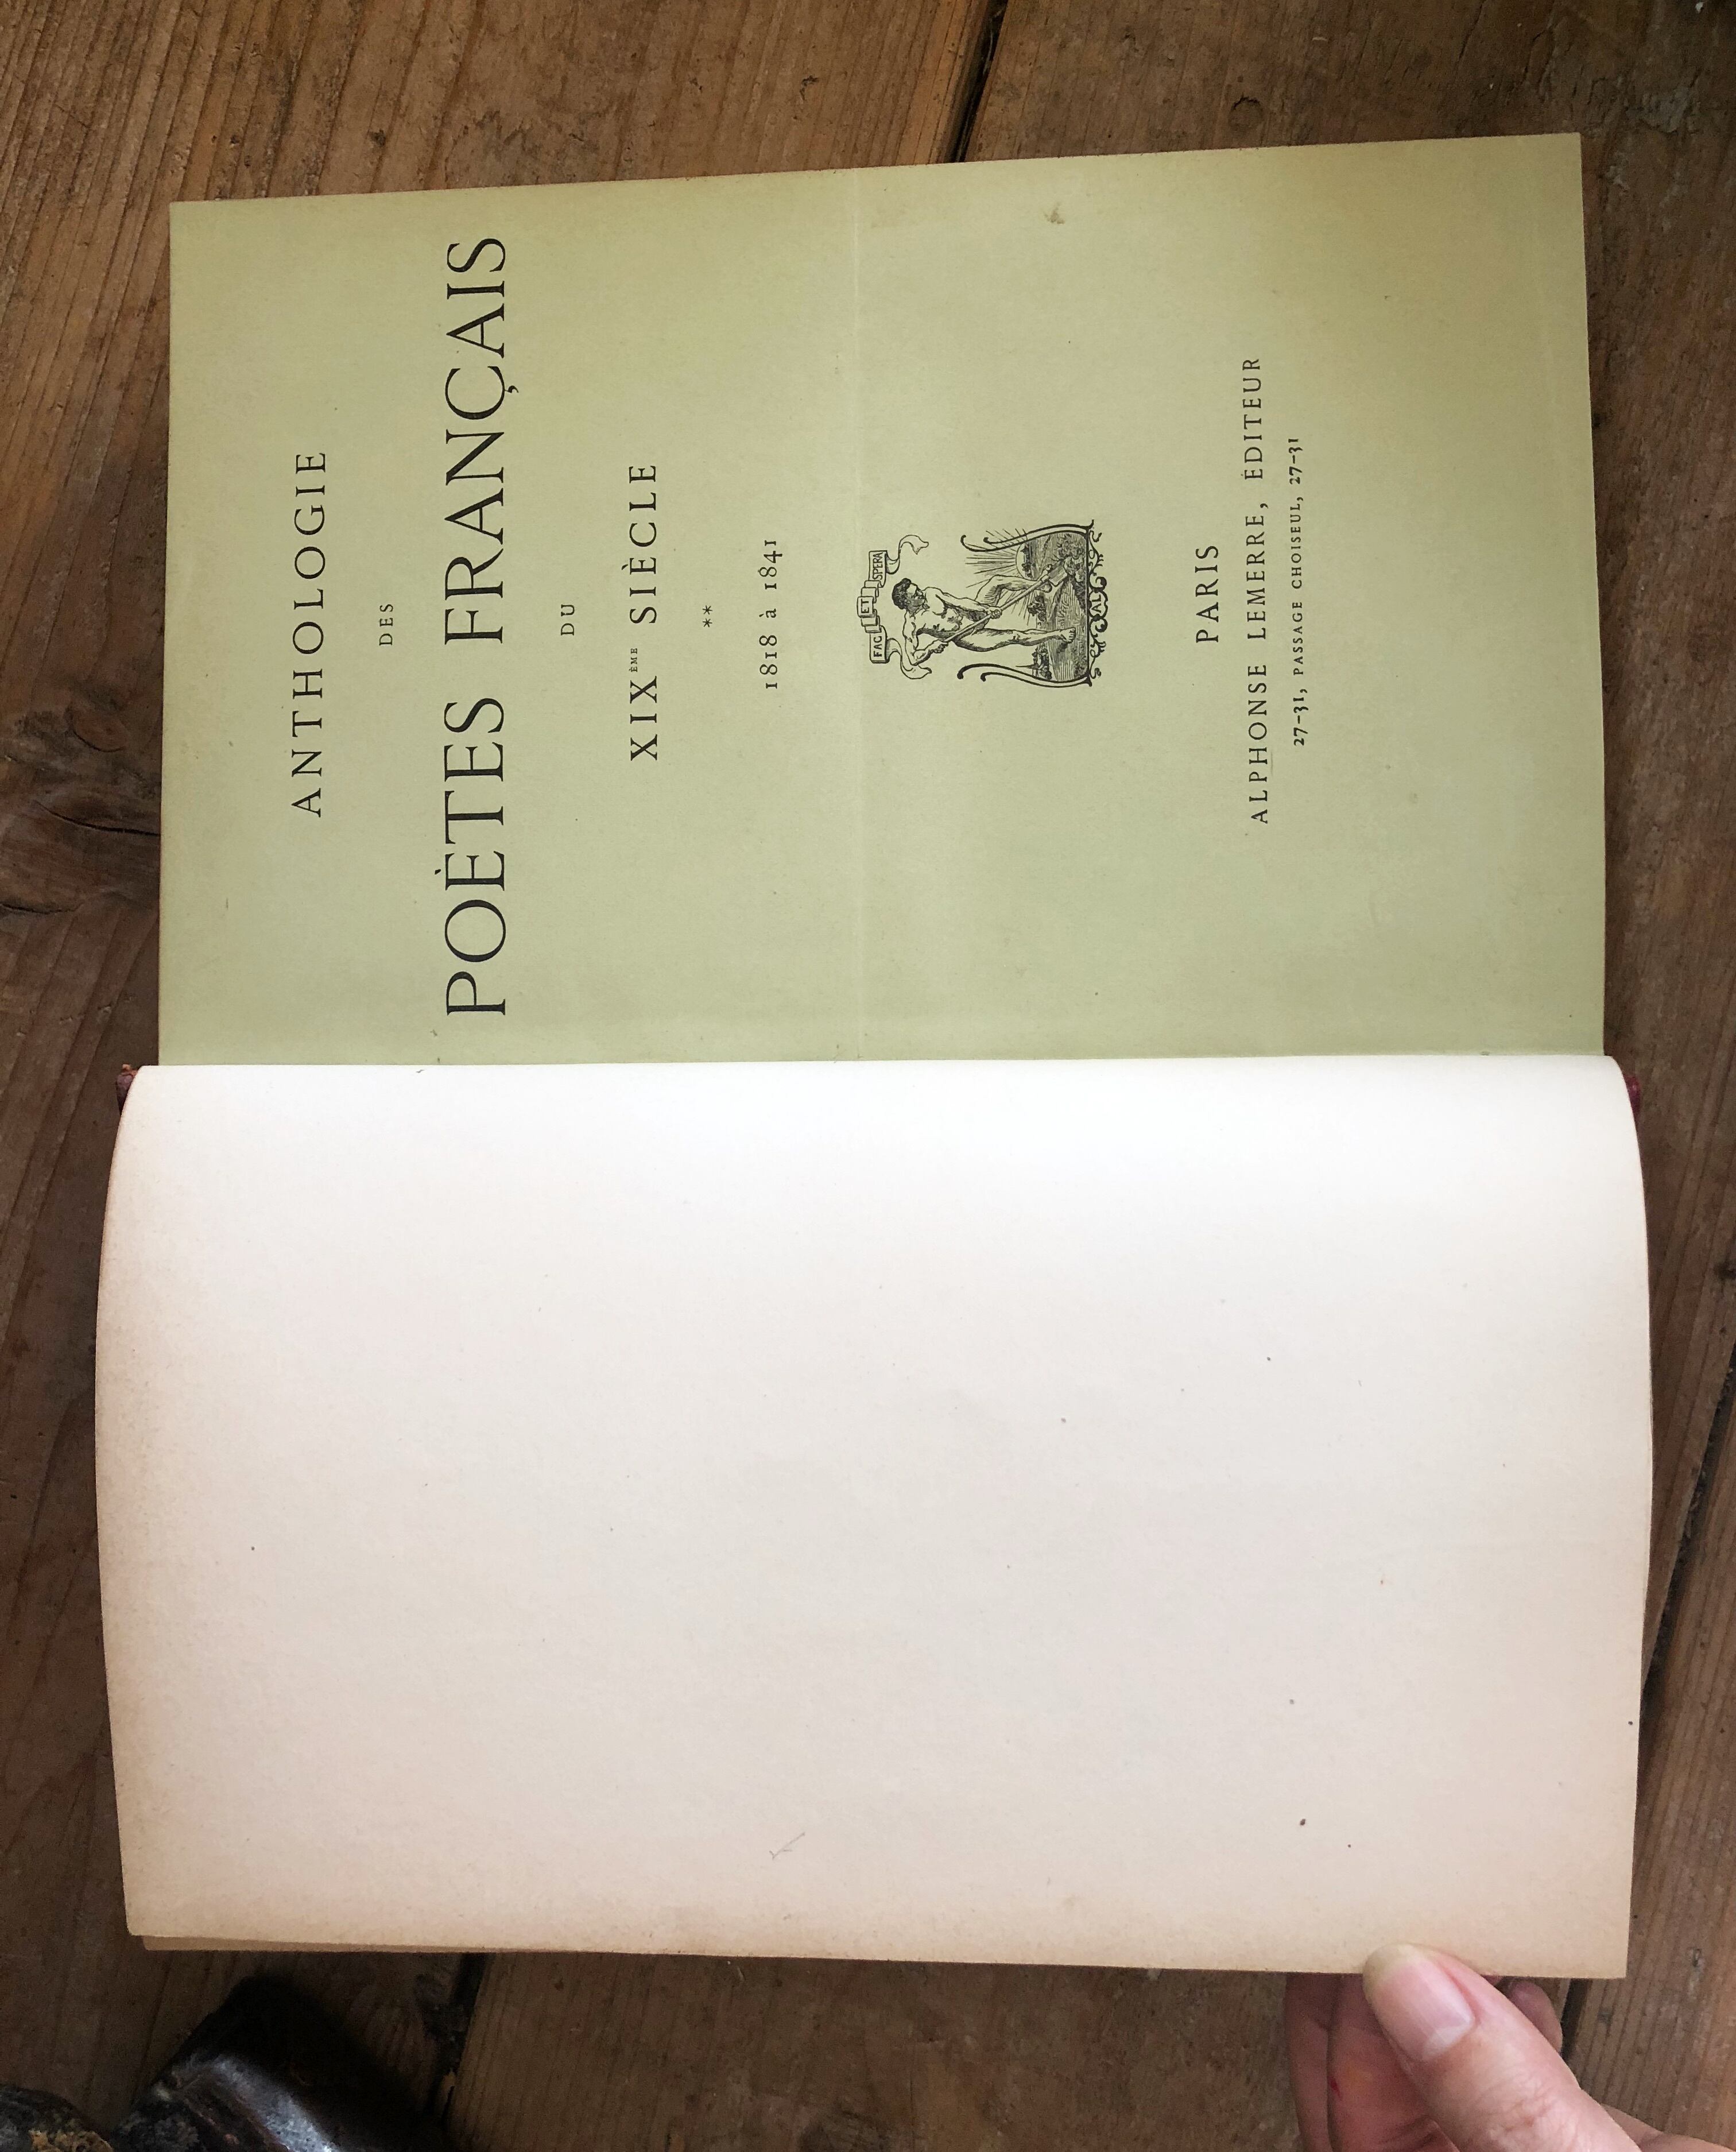 ANTHOLOGIE
DES
POÈTES FRANÇAIS
DU
XIXÈME SIÈCLE
**
1818 à 1841
FAC ET SPERA
AL
PARIS
ALPHONSE LEMERRE, ÉDITEUR
27-31, PASSAGE CHOISEUL, 27-31